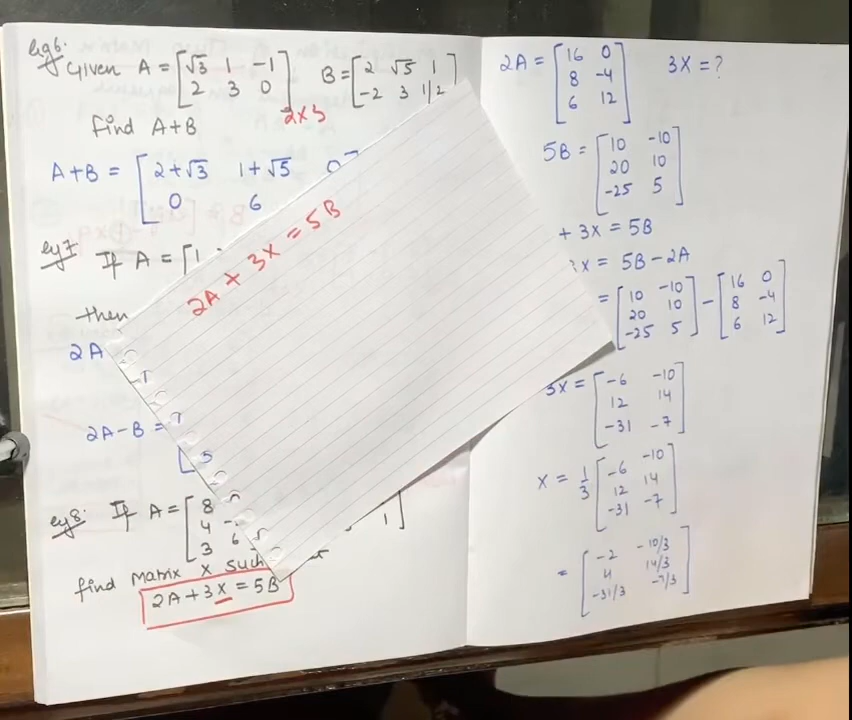 eg6. Given A = [√3 1 -1] B = [2 √5 1]
[2 3 0] [-2 3 1/2]
2x3
Find A+B
A+B = [2+√3 1+√5 0]
[0 6
eg7 If A = [1
then
2A
2A-B =
5
eg8: If A = [8
4 -
3 6 1]
find Matrix X such
2A+3X = 5B
2A + 3X = 5B
2A = [16 0] 3X = ?
[8 -4]
[6 12]
5B = [10 -10]
[20 10]
[-25 5]
+ 3X = 5B
3X = 5B-2A
= [10 -10] - [16 0]
[20 10] [8 -4]
[-25 5] [6 12]
3X = [-6 -10]
[12 14]
[-31 -7]
X = 1/3 [-6 -10]
[12 14]
[-31 -7]
= [-2 -10/3]
[4 14/3]
[-31/3 -7/3]